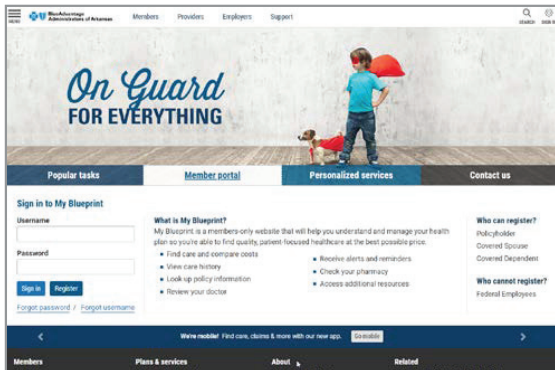 MENU
BlueAdvantage
Administrators of Arkansas
Members Providers Employers Support
SEARCH SIGN IN
On Guard
FOR EVERYTHING
Popular tasks Member portal Personalized services Contact us
Sign in to My Blueprint
Username
Password
Sign in Register
Forgot password / Forgot username
What is My Blueprint?
My Blueprint is a members-only website that will help you understand and manage your health
plan so you're able to find quality, patient-focused healthcare at the best possible price.
Find care and compare costs
View care history
Look up policy information
Review your doctor
Receive alerts and reminders
Check your pharmacy
Access additional resources
Who can register?
Policyholder
Covered Spouse
Covered Dependent
Who cannot register?
Federal Employees
We're mobile! Find care, claims & more with our new app. Go mobile
Members Plans & services About Related